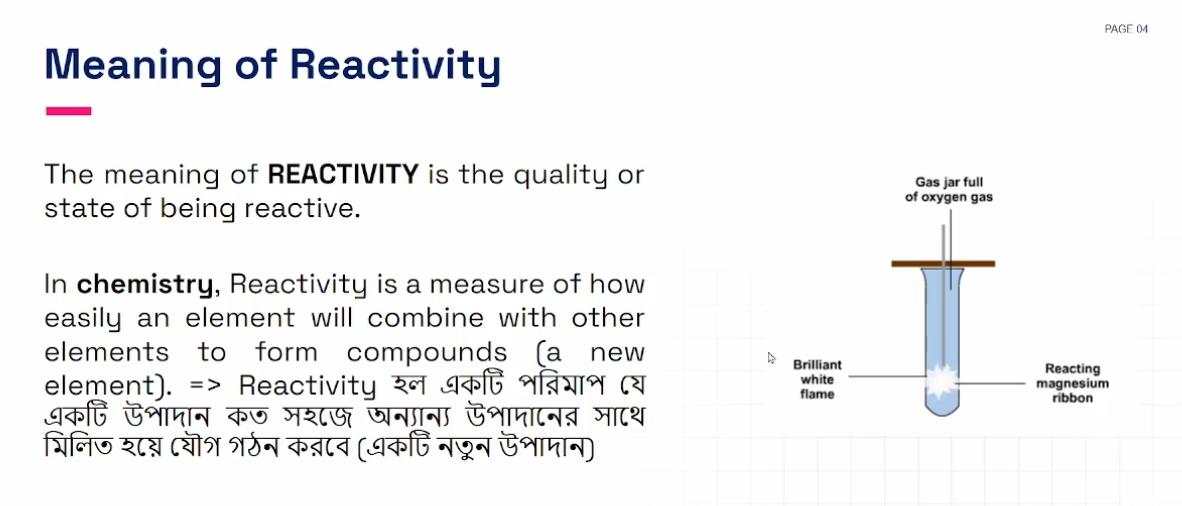 PAGE 04
Meaning of Reactivity
The meaning of REACTIVITY is the quality or
state of being reactive.
In chemistry, Reactivity is a measure of how
easily an element will combine with other
elements to form compounds (a new
element). => Reactivity হল একটি পরিমাপ যে
একটি উপাদান কত সহজে অন্যান্য উপাদানের সাথে
মিলিত হয়ে যৌগ গঠন করবে (একটি নতুন উপাদান)
Gas jar full
of oxygen gas
Brilliant
white
flame
Reacting
magnesium
ribbon